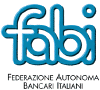 fabi
FEDERAZIONE AUTONOMA
BANCARI ITALIANI